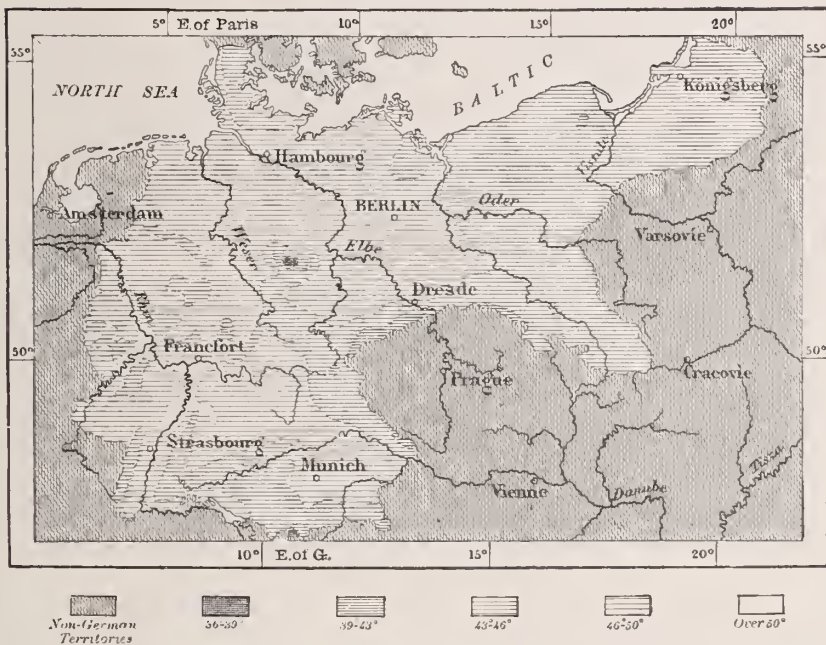 5° E. of Paris 10° 15° 20°
55° 55°
NORTH SEA
BALTIC
Königsberg
Hambourg
Vistule
Amsterdam
BERLIN
Oder
Varsovie
Weser
Elbe
Dresde
Rhin
50° 50°
Francfort
Prague
Cracovie
Strasbourg
Munich
Vienne
Danube
Tisza
10° E. of G. 15° 20°
Non-German 36-39° 39-43° 43-46° 46-50° Over 50°
Territories